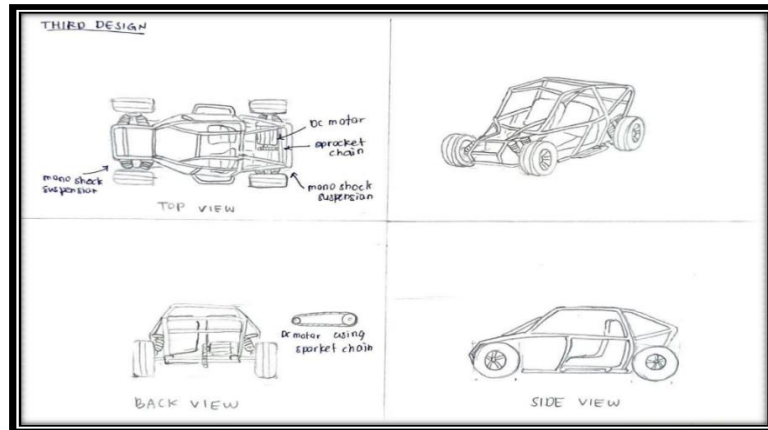 THIRD DESIGN
DC motor
sprocket
chain
mono shock
suspension
mono shock
suspension
TOP VIEW
DC motor using
sporket chain
BACK VIEW
SIDE VIEW